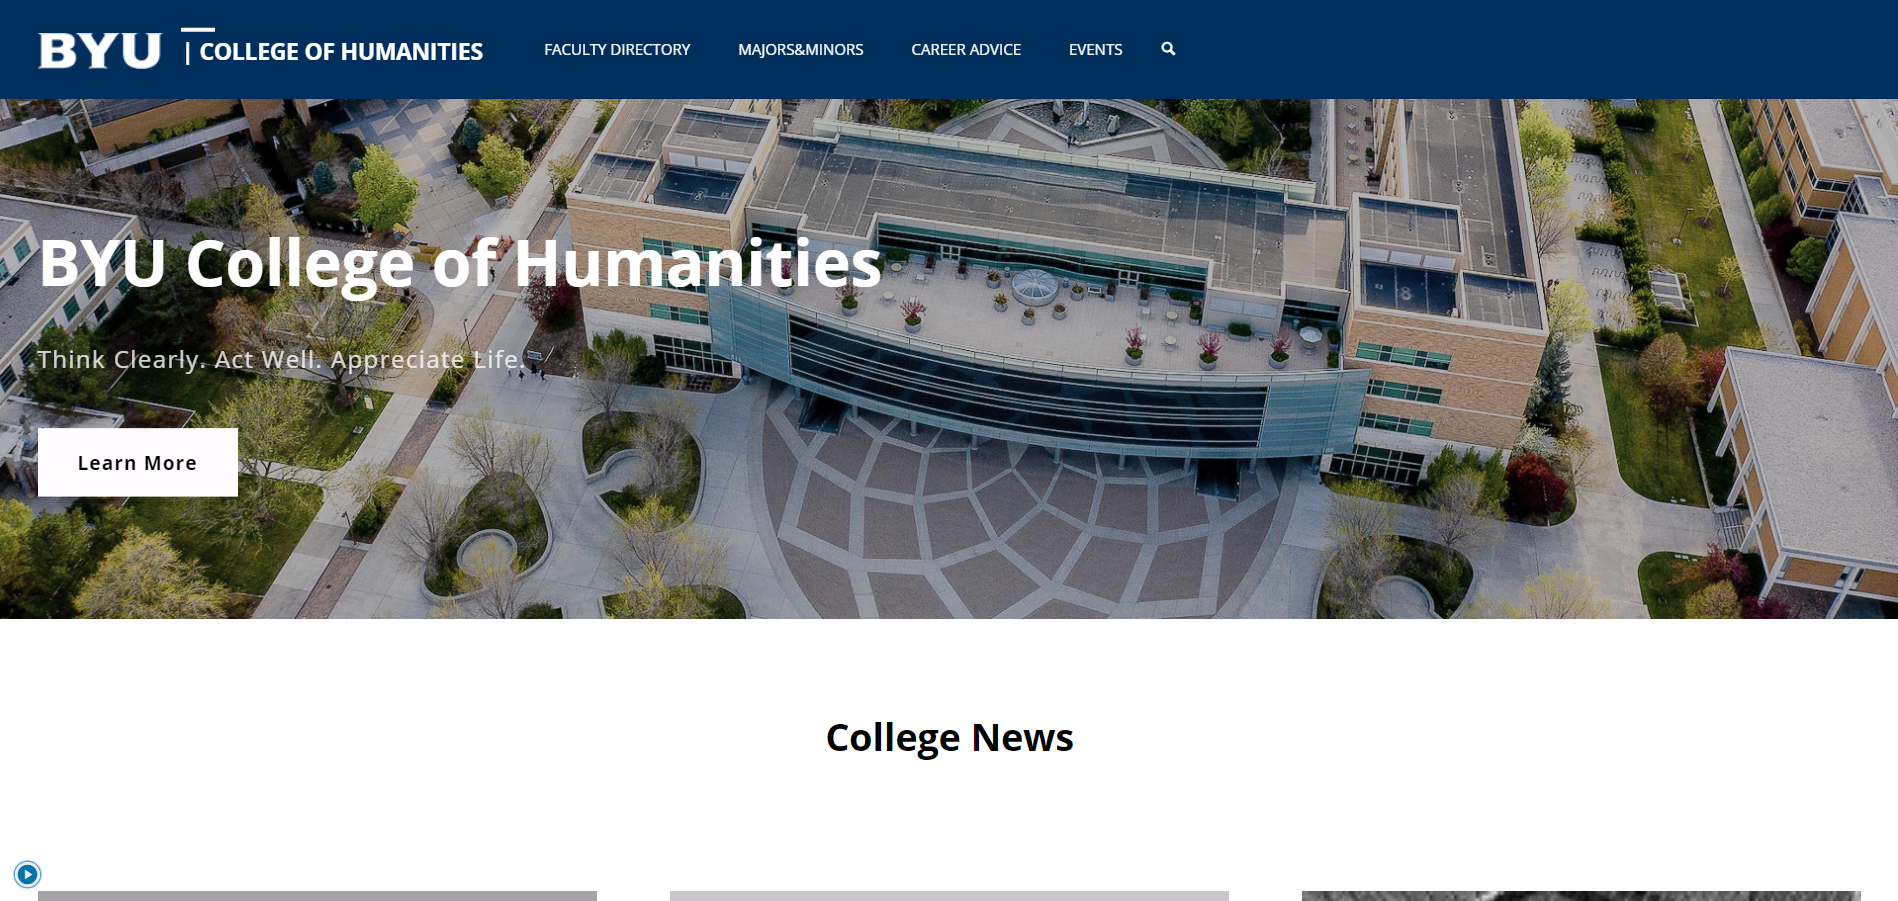 BYU | COLLEGE OF HUMANITIES FACULTY DIRECTORY MAJORS&MINORS CAREER ADVICE EVENTS
BYU College of Humanities
Think Clearly. Act Well. Appreciate Life.
Learn More
College News